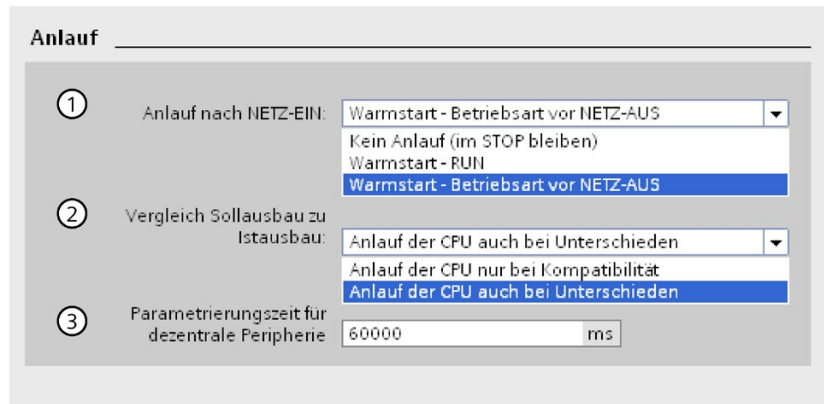 Anlauf
1
Anlauf nach NETZ-EIN:
Warmstart - Betriebsart vor NETZ-AUS
Kein Anlauf (im STOP bleiben)
Warmstart - RUN
Warmstart - Betriebsart vor NETZ-AUS
2
Vergleich Sollausbau zu
Istausbau:
Anlauf der CPU auch bei Unterschieden
Anlauf der CPU nur bei Kompatibilität
Anlauf der CPU auch bei Unterschieden
3
Parametrierungszeit für
dezentrale Peripherie
60000 ms